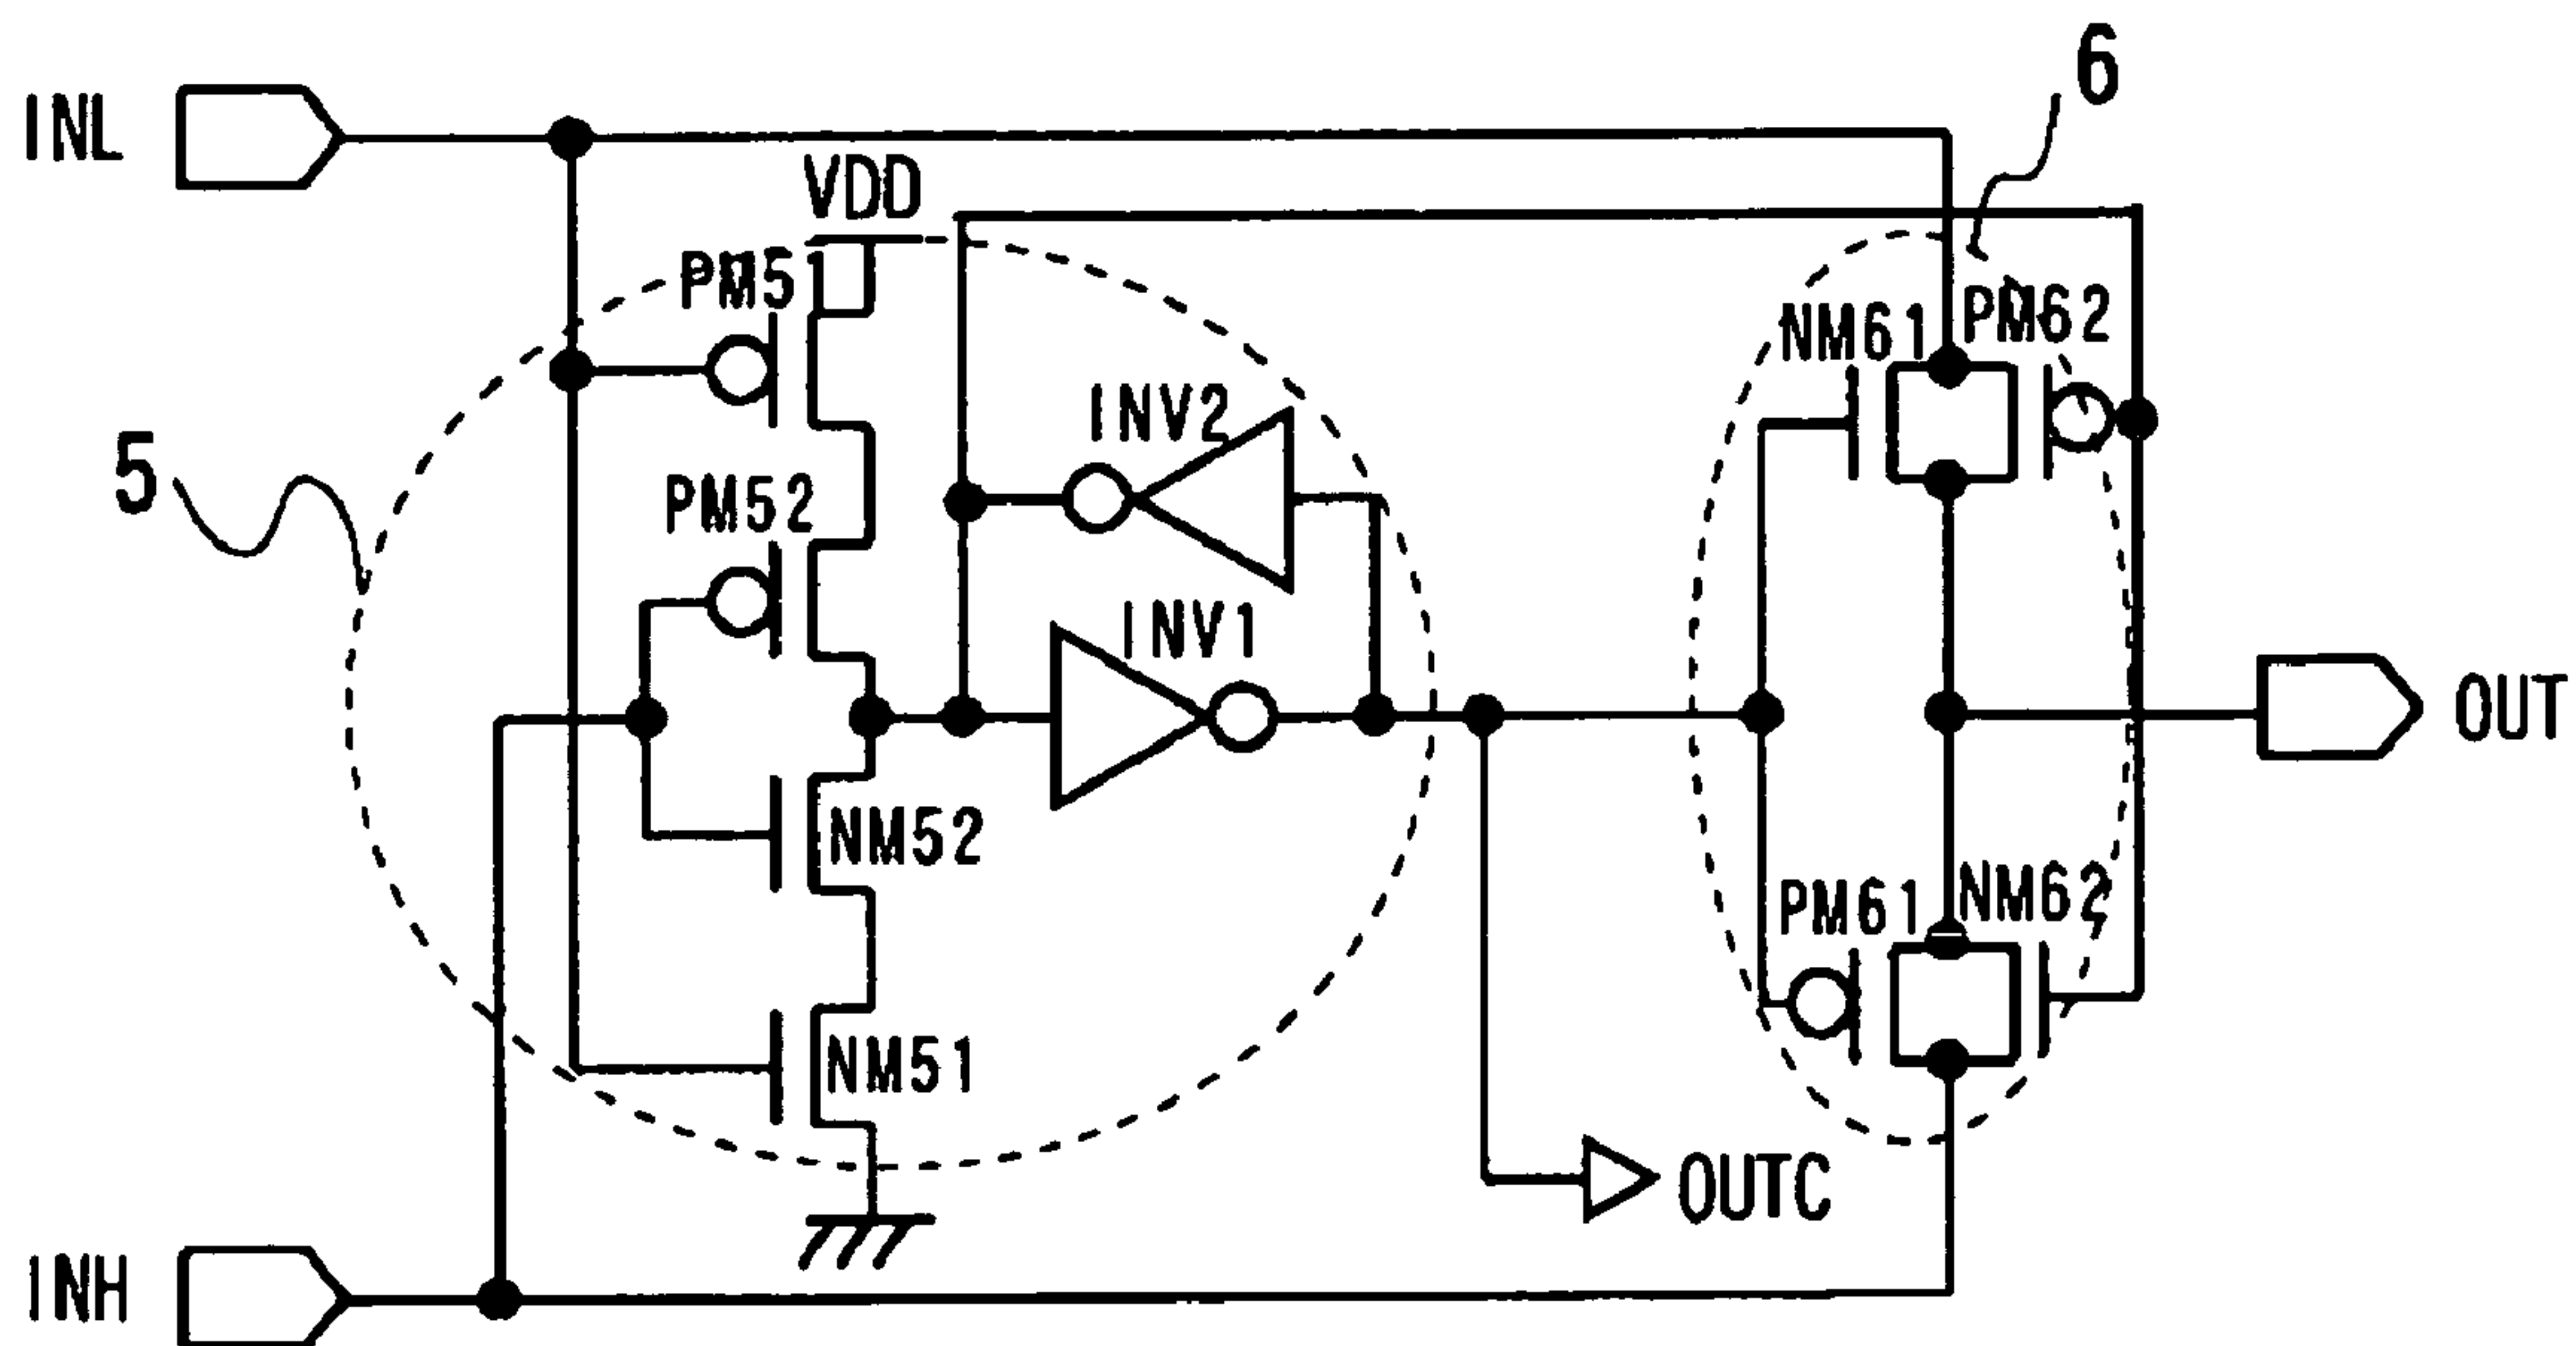 6
INL
VDD
PM51
NM61
PM62
INV2
5
PM52
INV1
OUT
NM52
PM61
NM62
NM51
OUTC
INH